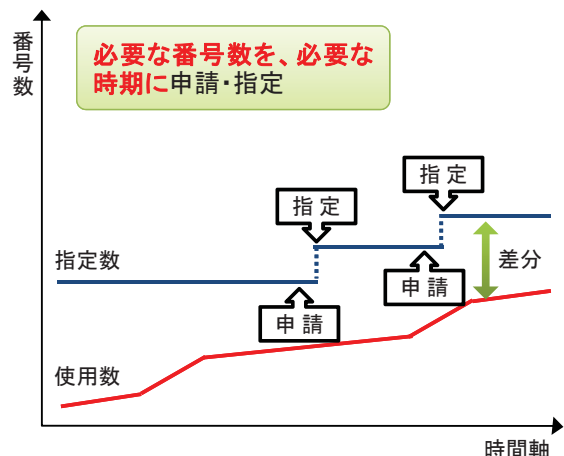 番号数
必要な番号数を、必要な
時期に申請・指定
指定
指定
指定数
差分
申請
申請
使用数
時間軸